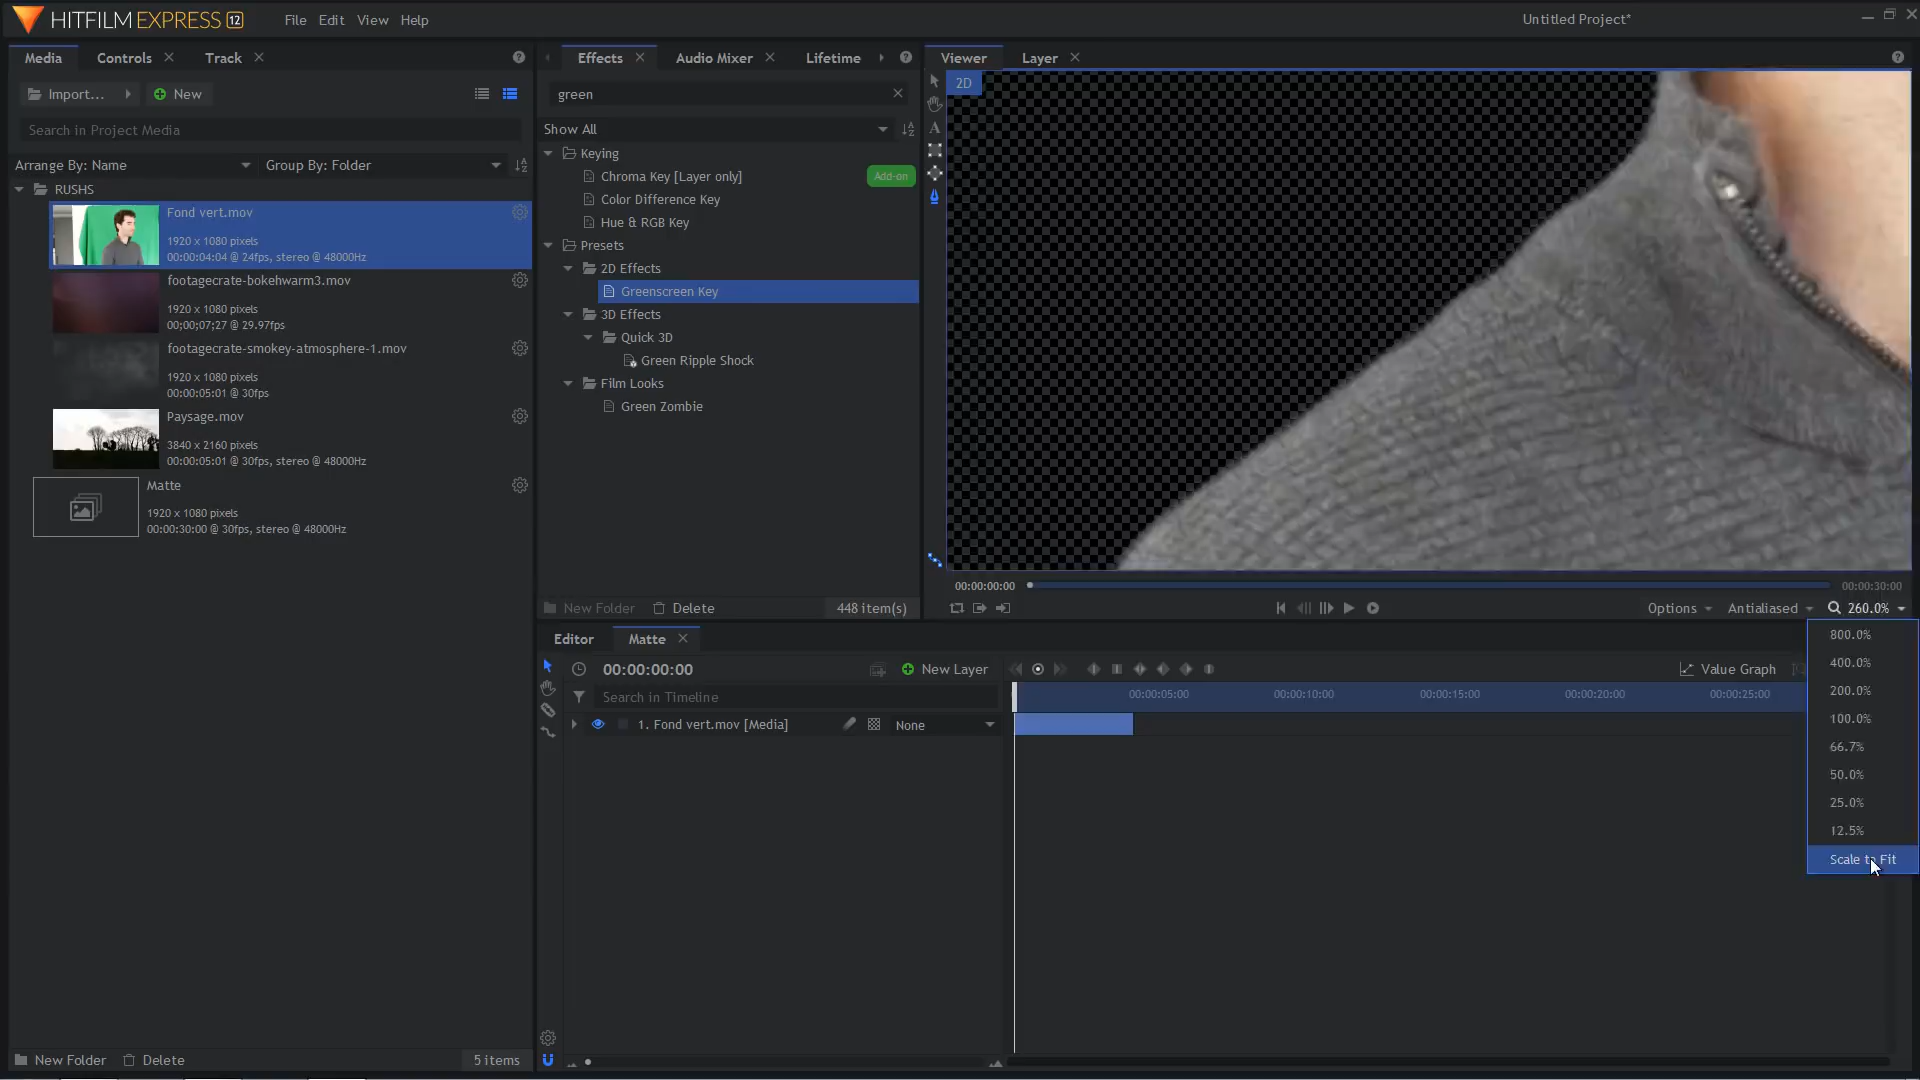 HITFILM EXPRESS 12
File Edit View Help
Untitled Project*
Media
Controls
Track
Import...
New
Search in Project Media
Arrange By: Name
Group By: Folder
RUSHS
Fond vert.mov
1920 x 1080 pixels
00:00:04:04 @ 24fps, stereo @ 48000Hz
footagecrate-bokehwarm3.mov
1920 x 1080 pixels
00;00;07;27 @ 29.97fps
footagecrate-smokey-atmosphere-1.mov
1920 x 1080 pixels
00:00:05:01 @ 30fps
Paysage.mov
3840 x 2160 pixels
00:00:05:01 @ 30fps, stereo @ 48000Hz
Matte
1920 x 1080 pixels
00:00:30:00 @ 30fps, stereo @ 48000Hz
New Folder
Delete
5 items
Effects
Audio Mixer
Lifetime
green
Show All
Keying
Chroma Key [Layer only]
Add-on
Color Difference Key
Hue & RGB Key
Presets
2D Effects
Greenscreen Key
3D Effects
Quick 3D
Green Ripple Shock
Film Looks
Green Zombie
New Folder
Delete
448 item(s)
Viewer
Layer
2D
A
00:00:00:00
00:00:30:00
Options
Antialiased
260.0%
800.0%
400.0%
200.0%
100.0%
66.7%
50.0%
25.0%
12.5%
Scale to Fit
Editor
Matte
00:00:00:00
New Layer
Value Graph
Search in Timeline
00:00:05:00
00:00:10:00
00:00:15:00
00:00:20:00
00:00:25:00
1. Fond vert.mov [Media]
None